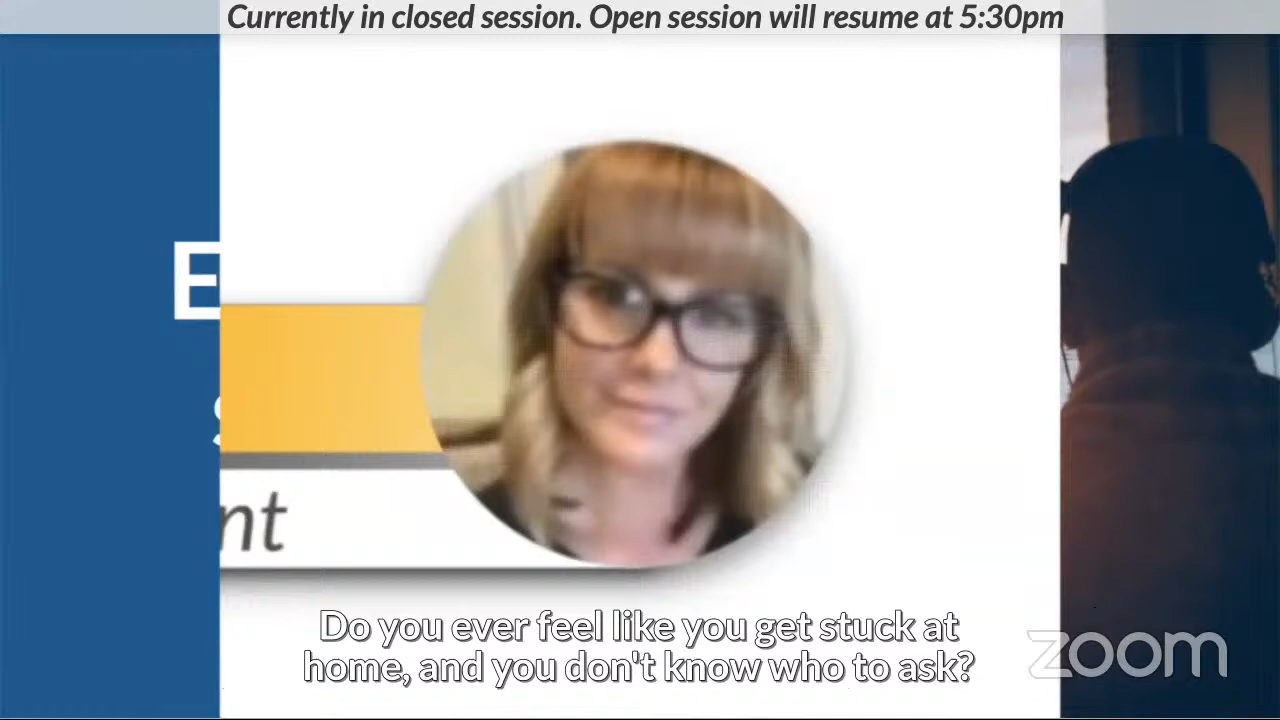 Currently in closed session. Open session will resume at 5:30pm
E
S
nt
Do you ever feel like you get stuck at
home, and you don't know who to ask?
zoom